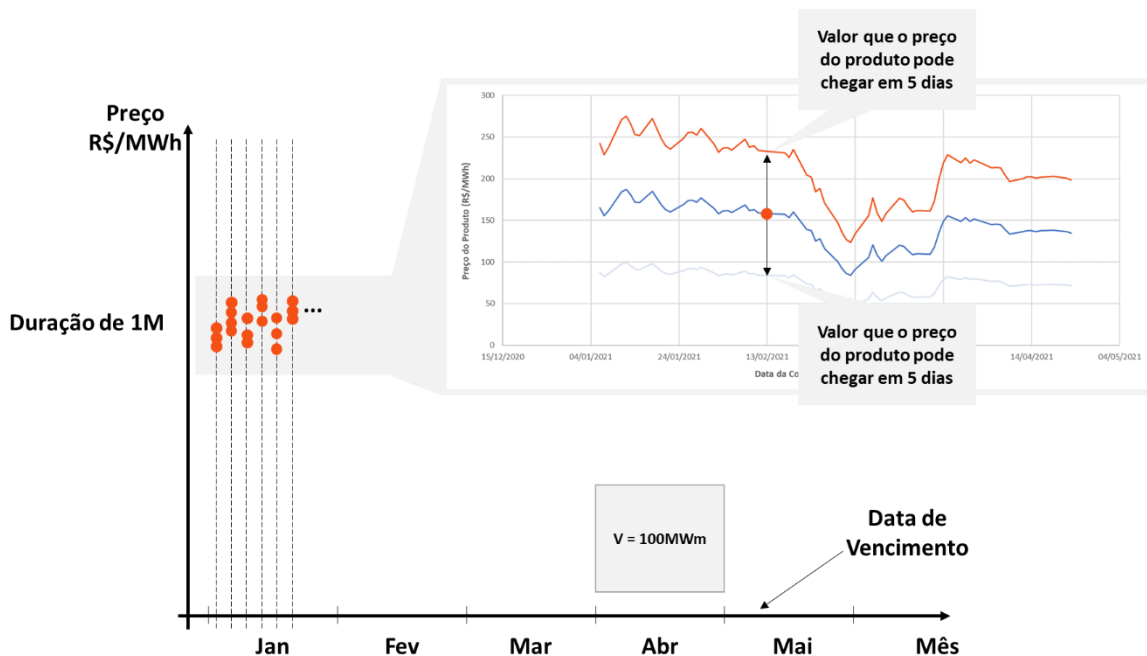 Valor que o preço
do produto pode
chegar em 5 dias
Preço
R$/MWh
Duração de 1M
...
Preço do Produto (R$/MWh)
300
250
200
150
100
50
0
15/12/2020
04/01/2021
24/01/2021
13/02/2021
14/04/2021
04/05/2021
Data da Co
Valor que o preço
do produto pode
chegar em 5 dias
V = 100MWm
Data de
Vencimento
Jan
Fev
Mar
Abr
Mai
Mês